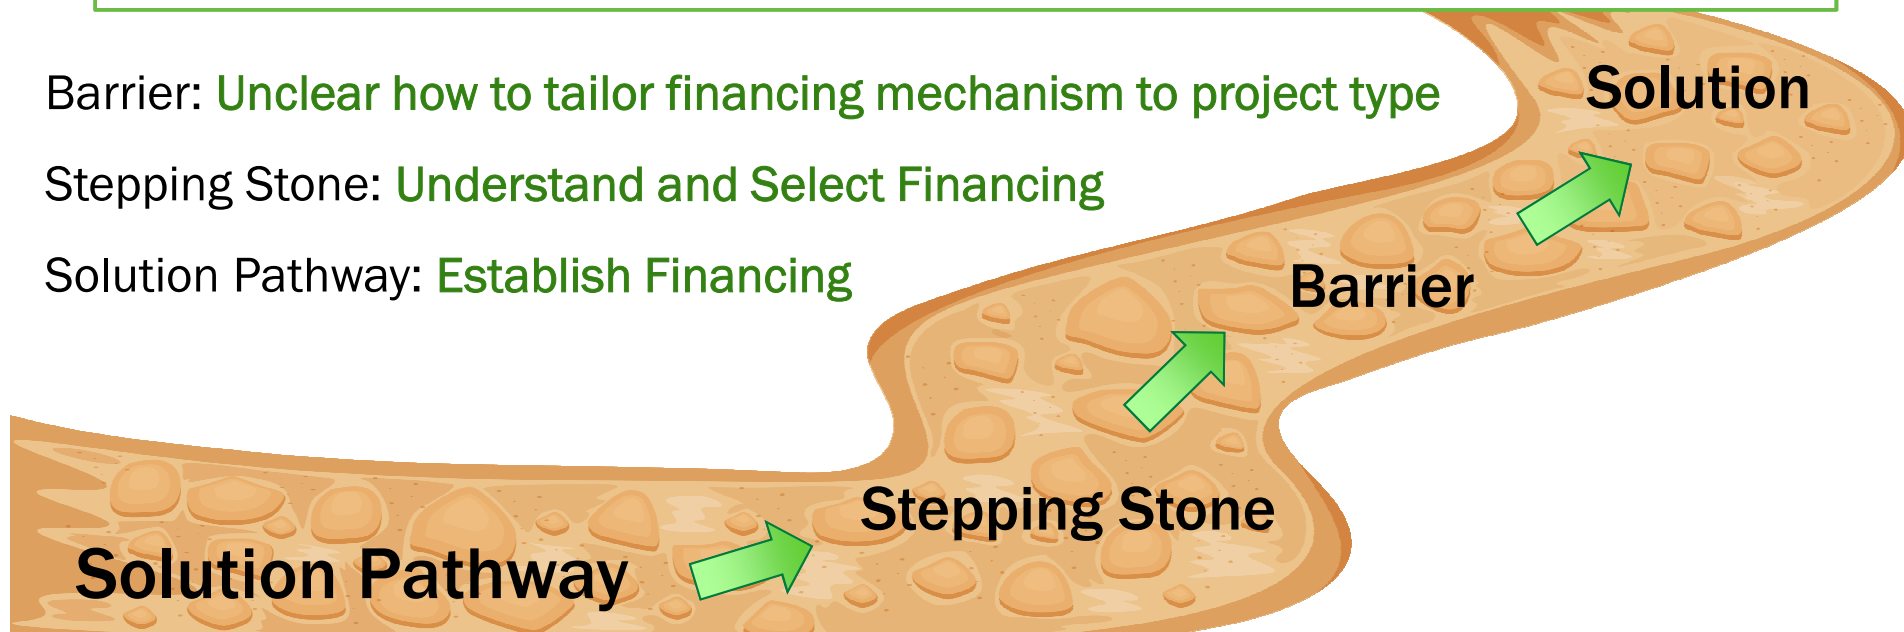 Barrier: Unclear how to tailor financing mechanism to project type
Stepping Stone: Understand and Select Financing
Solution Pathway: Establish Financing
Solution
Barrier
Stepping Stone
Solution Pathway